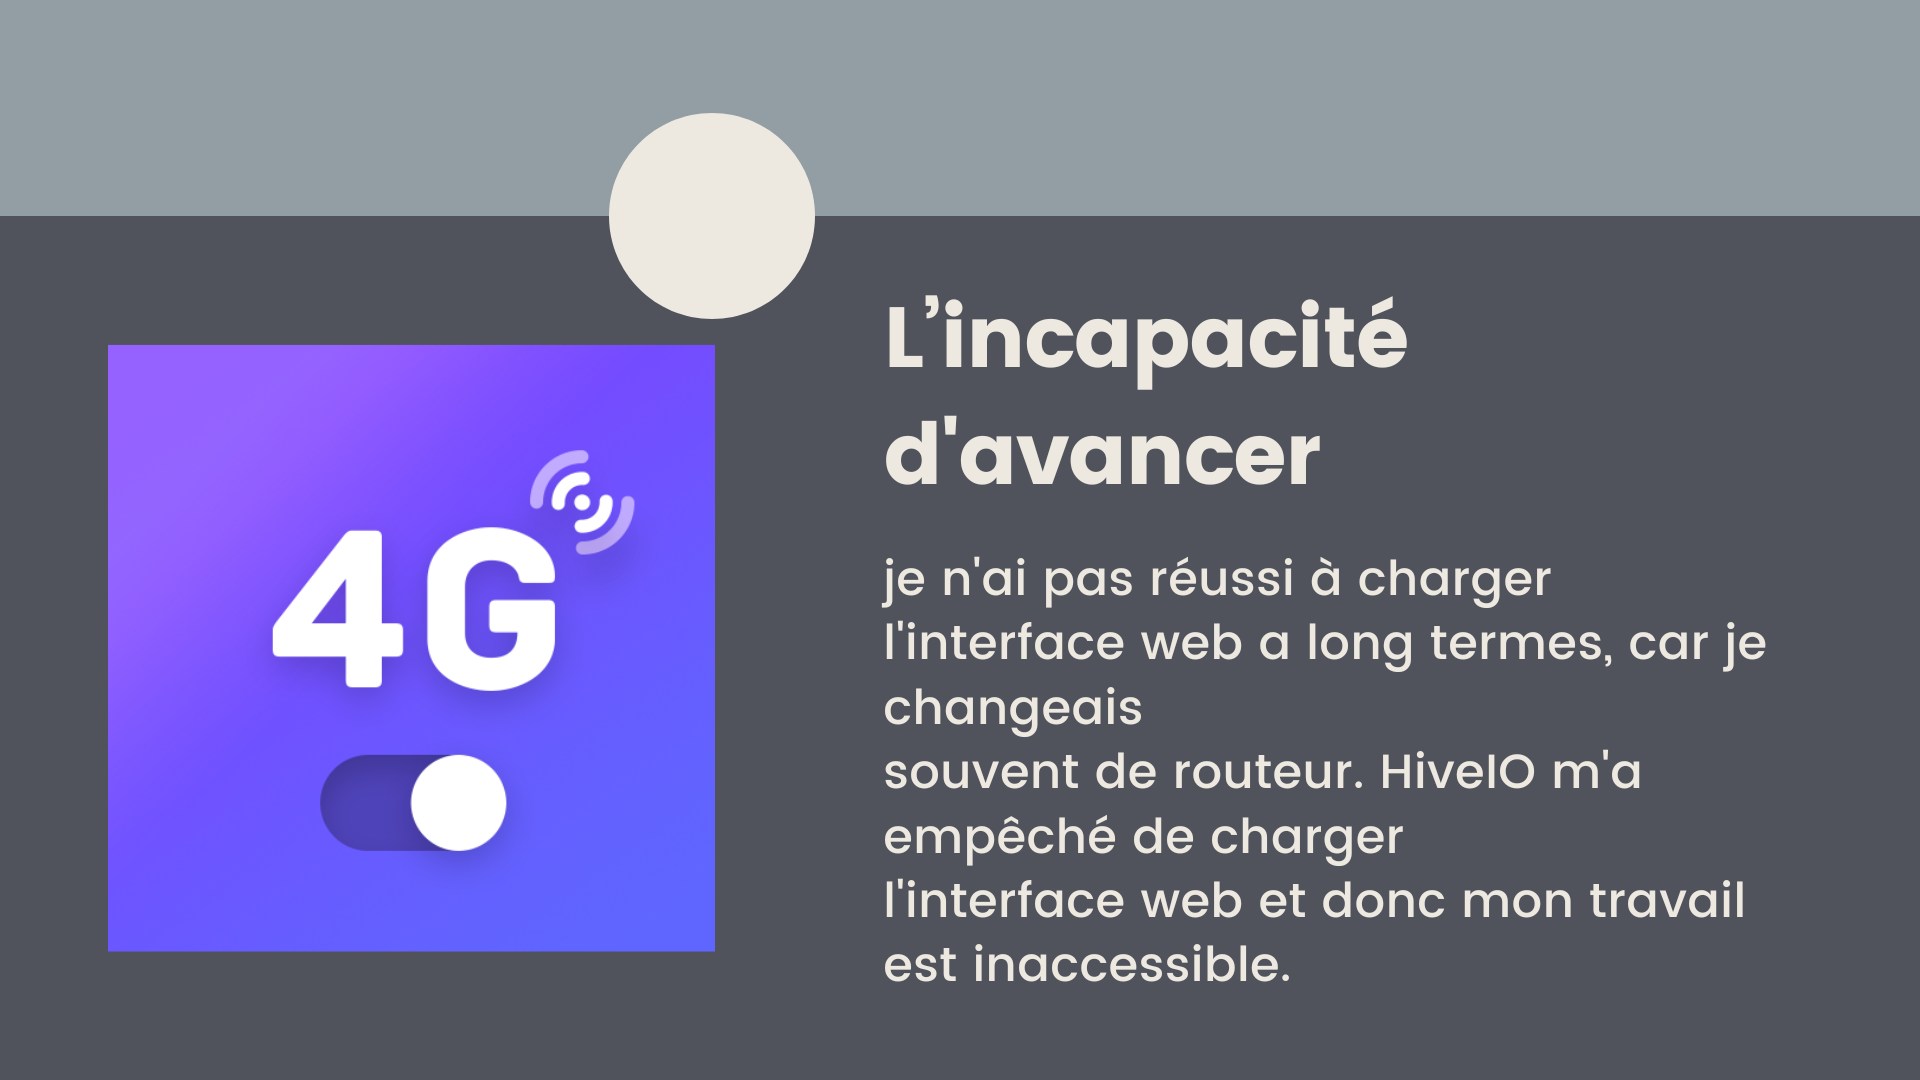 L’incapacité
d'avancer
4G
je n'ai pas réussi à charger
l'interface web a long termes, car je
changeais
souvent de routeur. HiveIO m'a
empêché de charger
l'interface web et donc mon travail
est inaccessible.